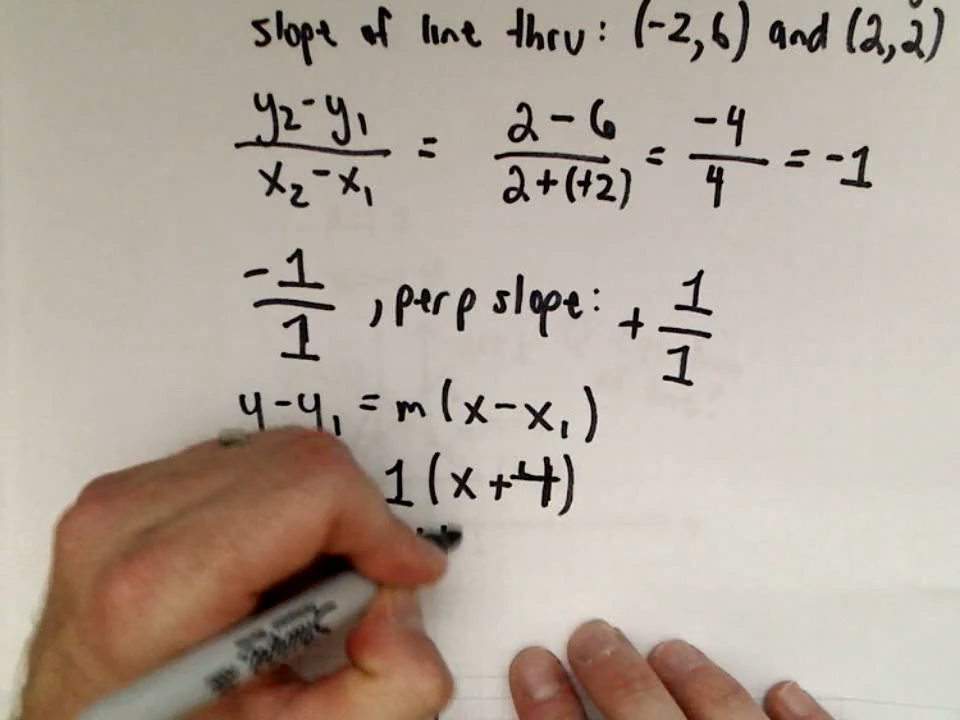 slope of line thru: (-2,6) and (2,2)
y₂-y₁ / x₂-x₁ = 2-6 / 2+(+2) = -4 / 4 = -1
-1 / 1 , perp slope: + 1 / 1
y-y₁ = m(x-x₁)
1(x+4)
Sharpie